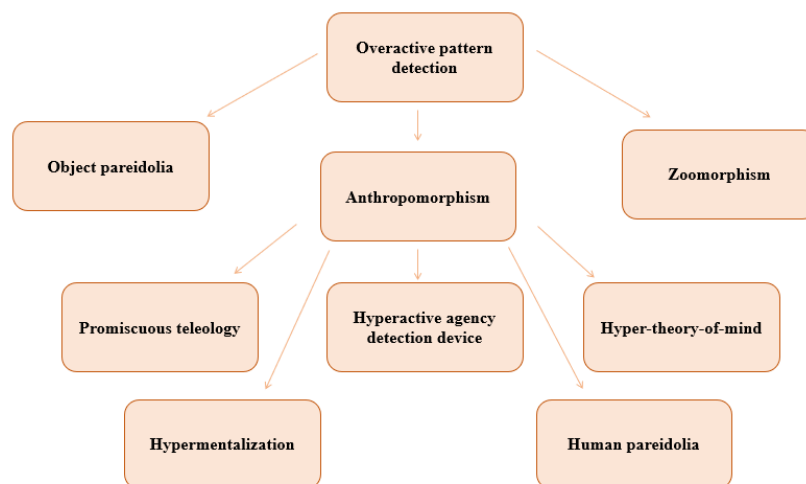 Overactive pattern
detection
Object pareidolia
Zoomorphism
Anthropomorphism
Promiscuous teleology
Hyperactive agency
detection device
Hyper-theory-of-mind
Hypermentalization
Human pareidolia